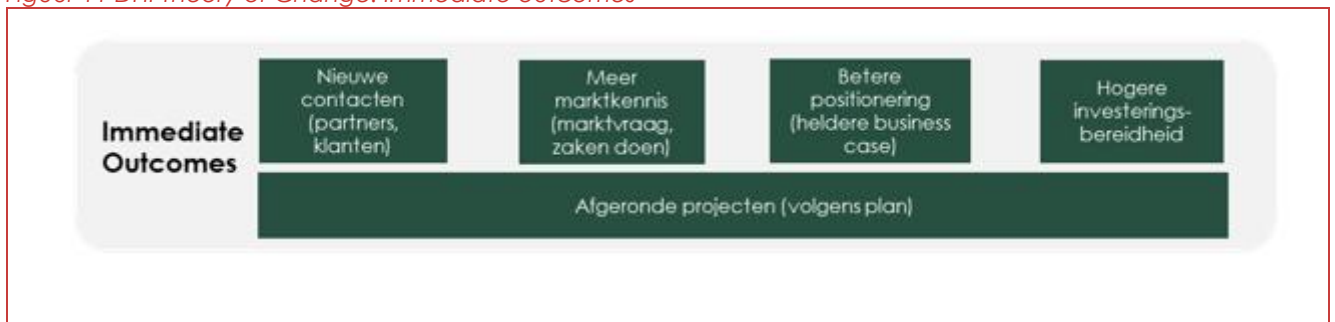 Immediate
Outcomes
Nieuwe
contacten
(partners,
klanten)
Meer
marktkennis
(marktvraag,
zaken doen)
Betere
positionering
(heldere business
case)
Hogere
investerings-
bereidheid
Afgeronde projecten (volgens plan)